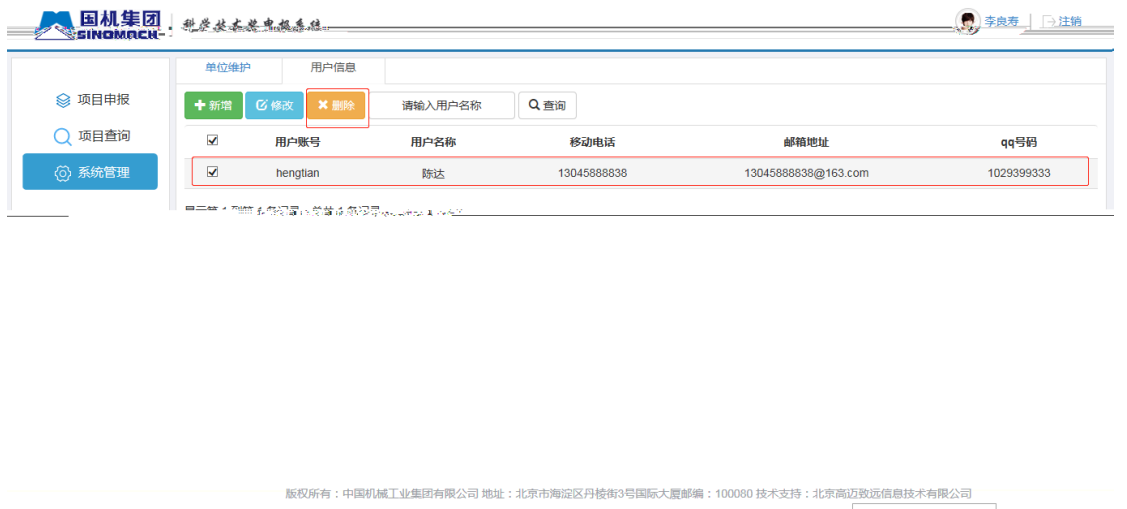 国机集团
SINOMACH
科学技术奖申报系统
李良寿 注销
单位维护 用户信息
项目申报
新增 修改 删除 请输入用户名称 查询
项目查询
用户账号 用户名称 移动电话 邮箱地址 qq号码
系统管理
hengtian 陈达 13045888838 13045888838@163.com 1029399333
版权所有：中国机械工业集团有限公司 地址：北京市海淀区丹棱街3号国际大厦邮编：100080 技术支持：北京高迈致远信息技术有限公司